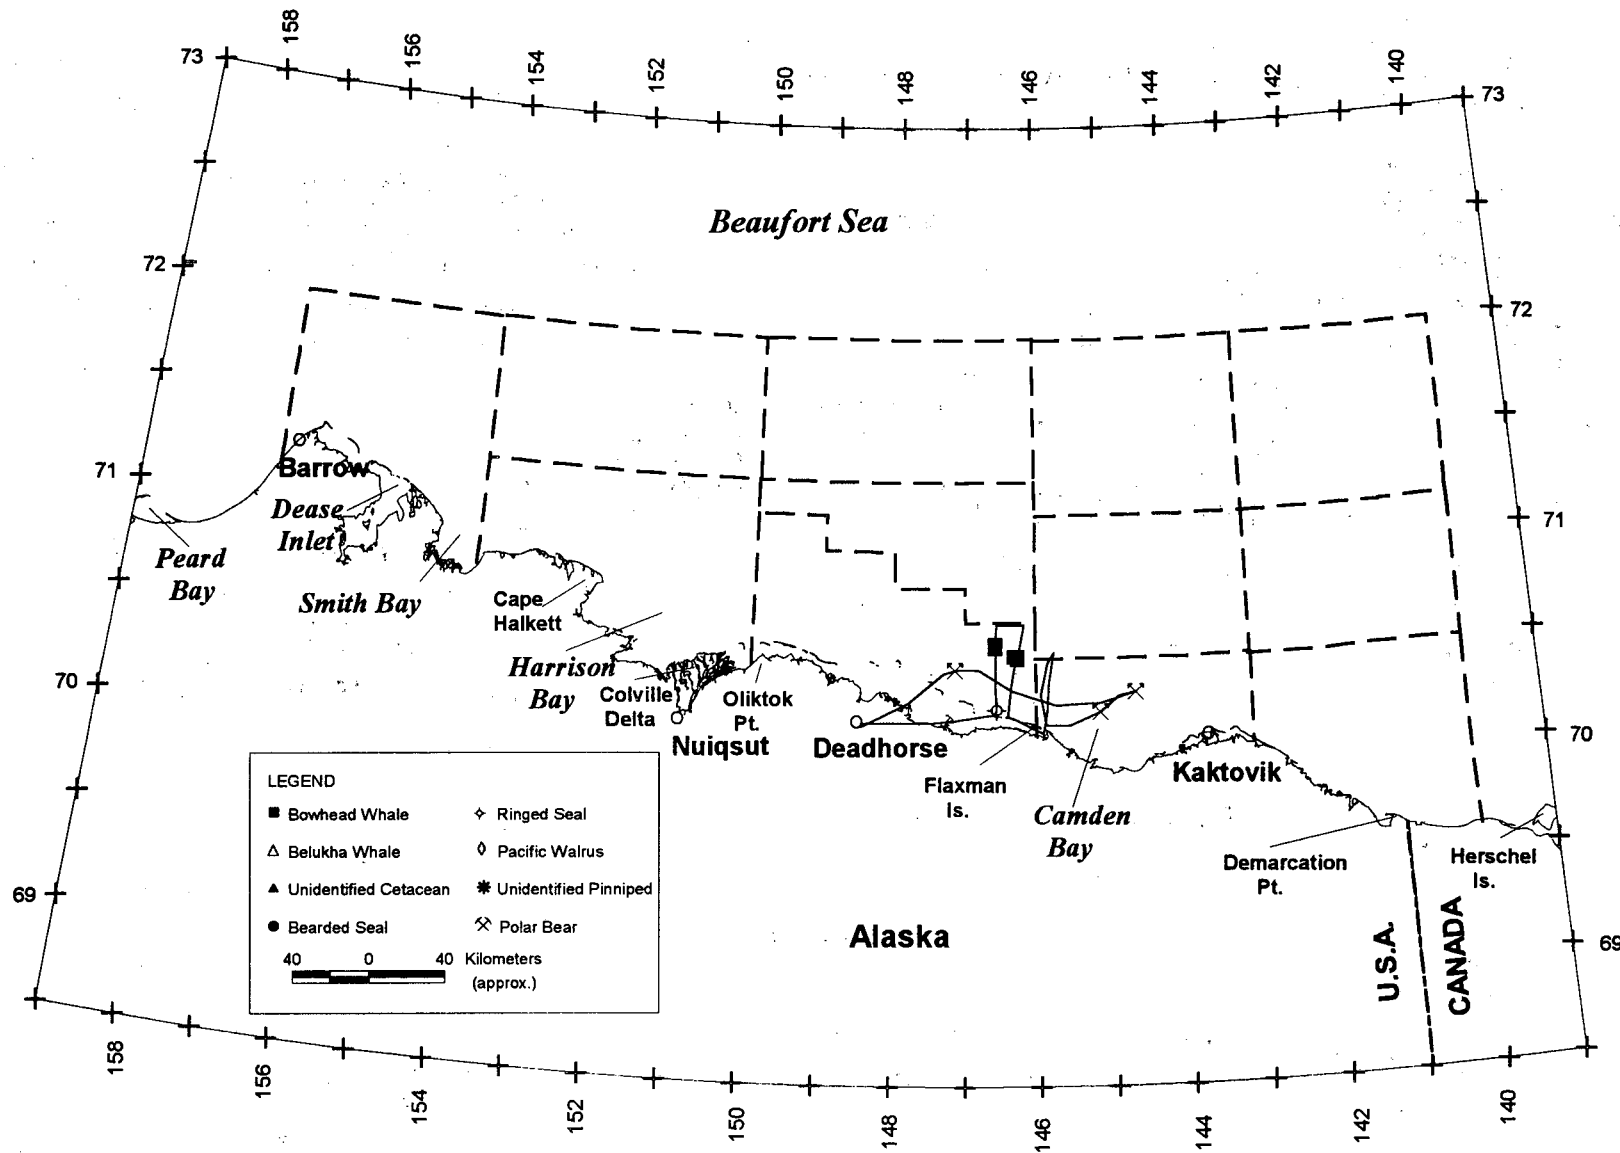 158
156
154
152
150
148
146
144
142
140
73
73
Beaufort Sea
72
72
71
71
Barrow
Dease
Inlet
Peard
Bay
Smith Bay
Cape
Halkett
Harrison
Bay
70
70
Colville
Delta
Oliktok
Pt.
Nuiqsut
Deadhorse
Flaxman
Is.
Camden
Bay
Kaktovik
Demarcation
Pt.
Herschel
Is.
LEGEND
Bowhead Whale
Ringed Seal
Belukha Whale
Pacific Walrus
Unidentified Cetacean
Unidentified Pinniped
Bearded Seal
Polar Bear
40 0 40 Kilometers
(approx.)
69
69
Alaska
U.S.A.
CANADA
158
156
154
152
150
148
146
144
142
140